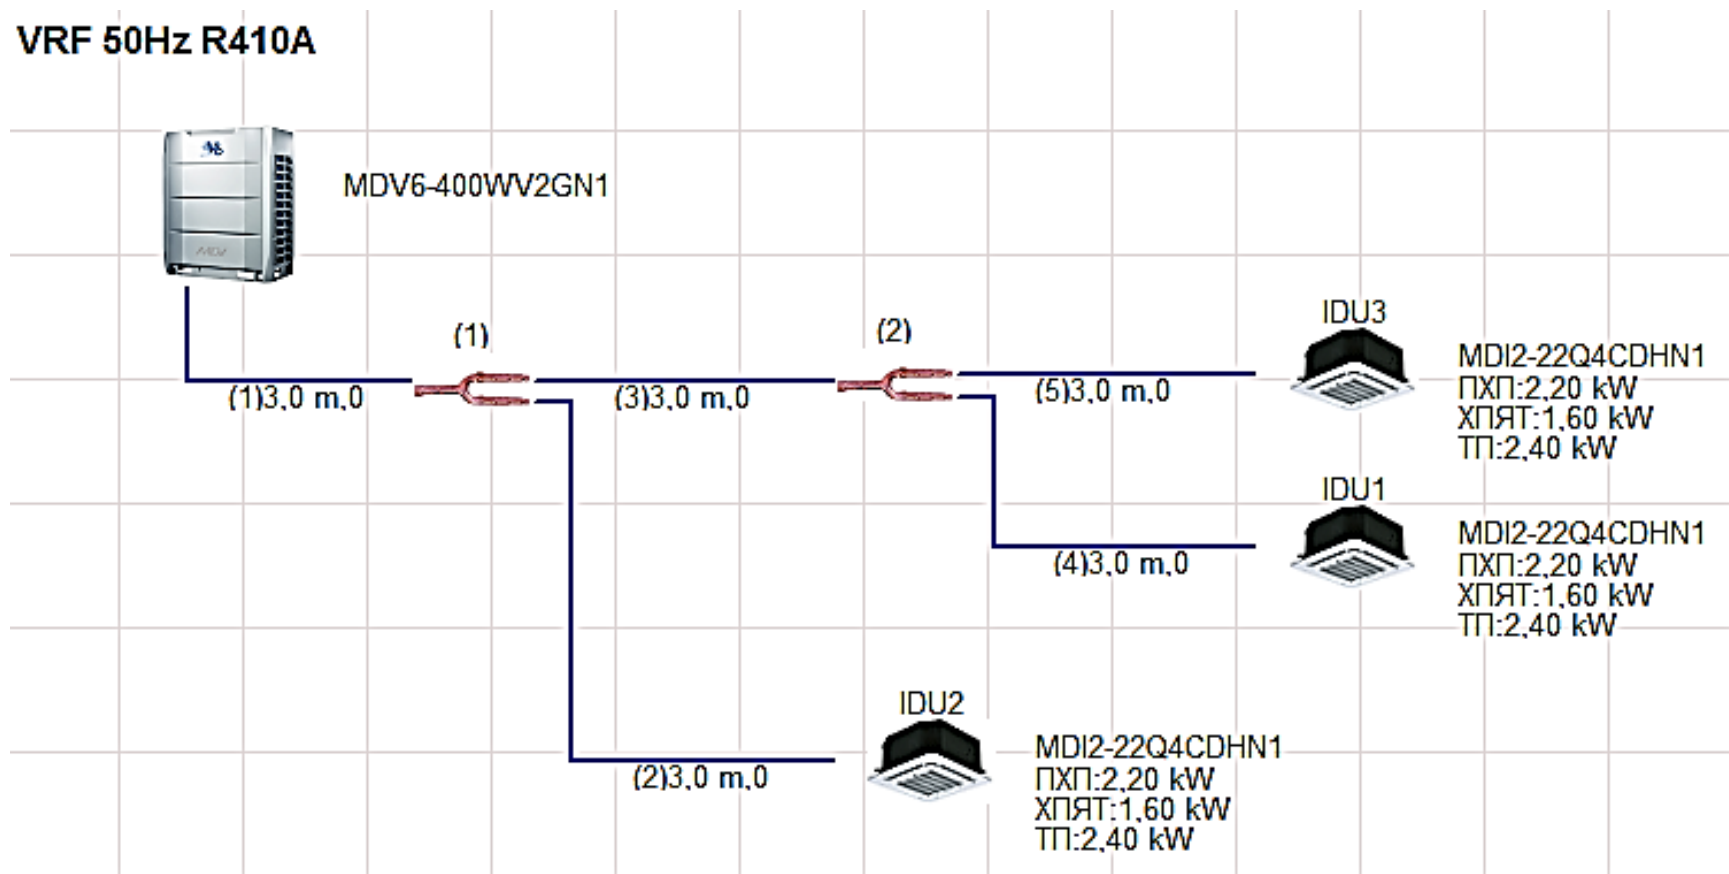 VRF 50Hz R410A
MDV6-400WV2GN1
(1)
(2)
(1)3,0 m,0
(3)3,0 m,0
(5)3,0 m,0
IDU3
MDI2-22Q4CDHN1
ПХП:2,20 kW
ХПЯТ:1,60 kW
ТП:2,40 kW
IDU1
(4)3,0 m,0
MDI2-22Q4CDHN1
ПХП:2,20 kW
ХПЯТ:1,60 kW
ТП:2,40 kW
IDU2
(2)3,0 m,0
MDI2-22Q4CDHN1
ПХП:2,20 kW
ХПЯТ:1,60 kW
ТП:2,40 kW
MDV